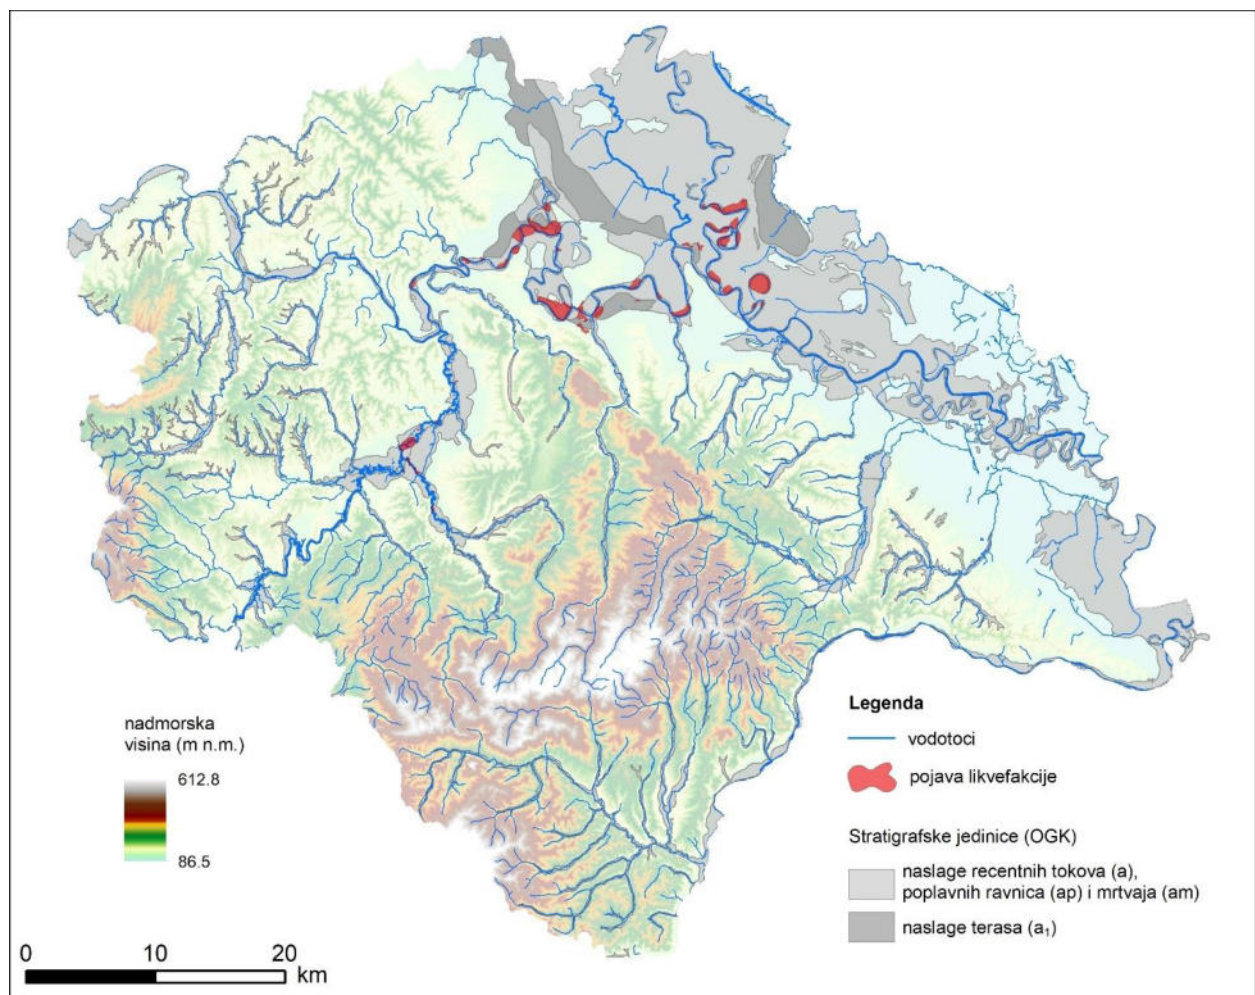 Legenda
vodotoci
pojava likvefakcije
Stratigrafske jedinice (OGK)
naslage recentnih tokova (a),
poplavnih ravnica (ap) i mrtvaja (am)
naslage terasa (a₁)
nadmorska
visina (m n.m.)
612.8
86.5
0 10 20
km